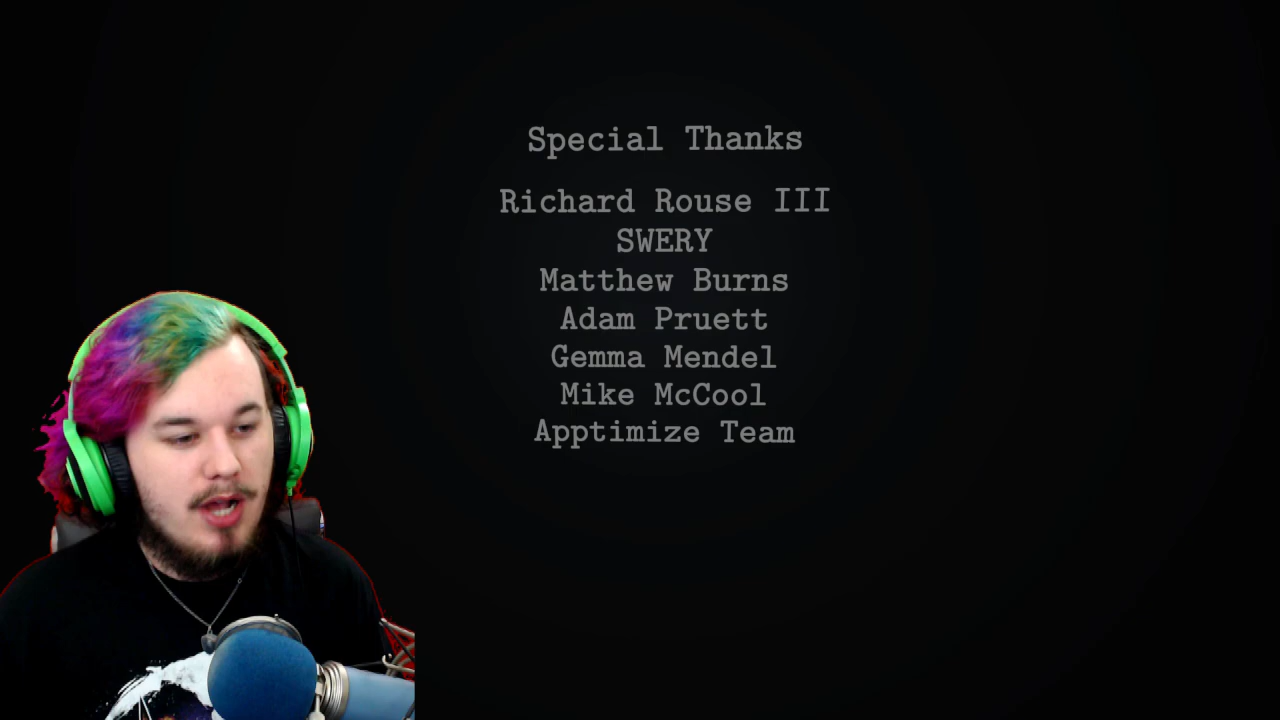 Special Thanks
Richard Rouse III
SWERY
Matthew Burns
Adam Pruett
Gemma Mendel
Mike McCool
Apptimize Team